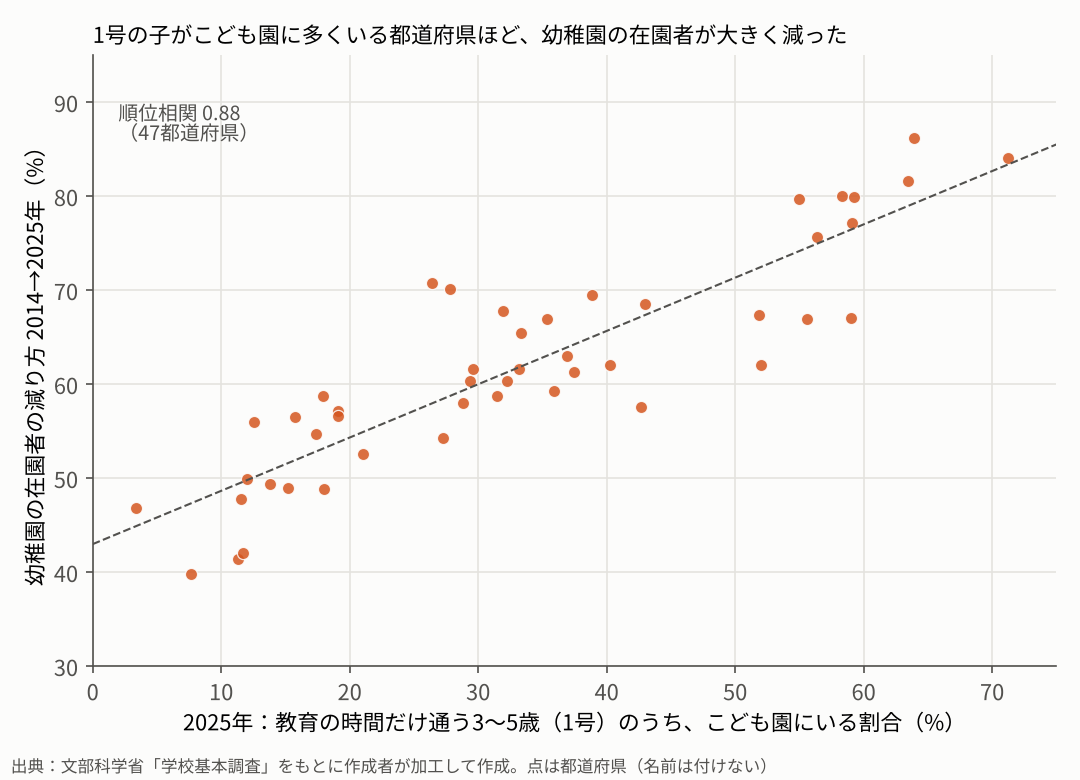 1号の子がこども園に多くいる都道府県ほど、幼稚園の在園者が大きく減った
順位相関 0.88
（47都道府県）
幼稚園の在園者の減り方 2014→2025年（%）
90
80
70
60
50
40
30
0 10 20 30 40 50 60 70
2025年：教育の時間だけ通う3〜5歳（1号）のうち、こども園にいる割合（%）
出典：文部科学省「学校基本調査」をもとに作成者が加工して作成。点は都道府県（名前は付けない）